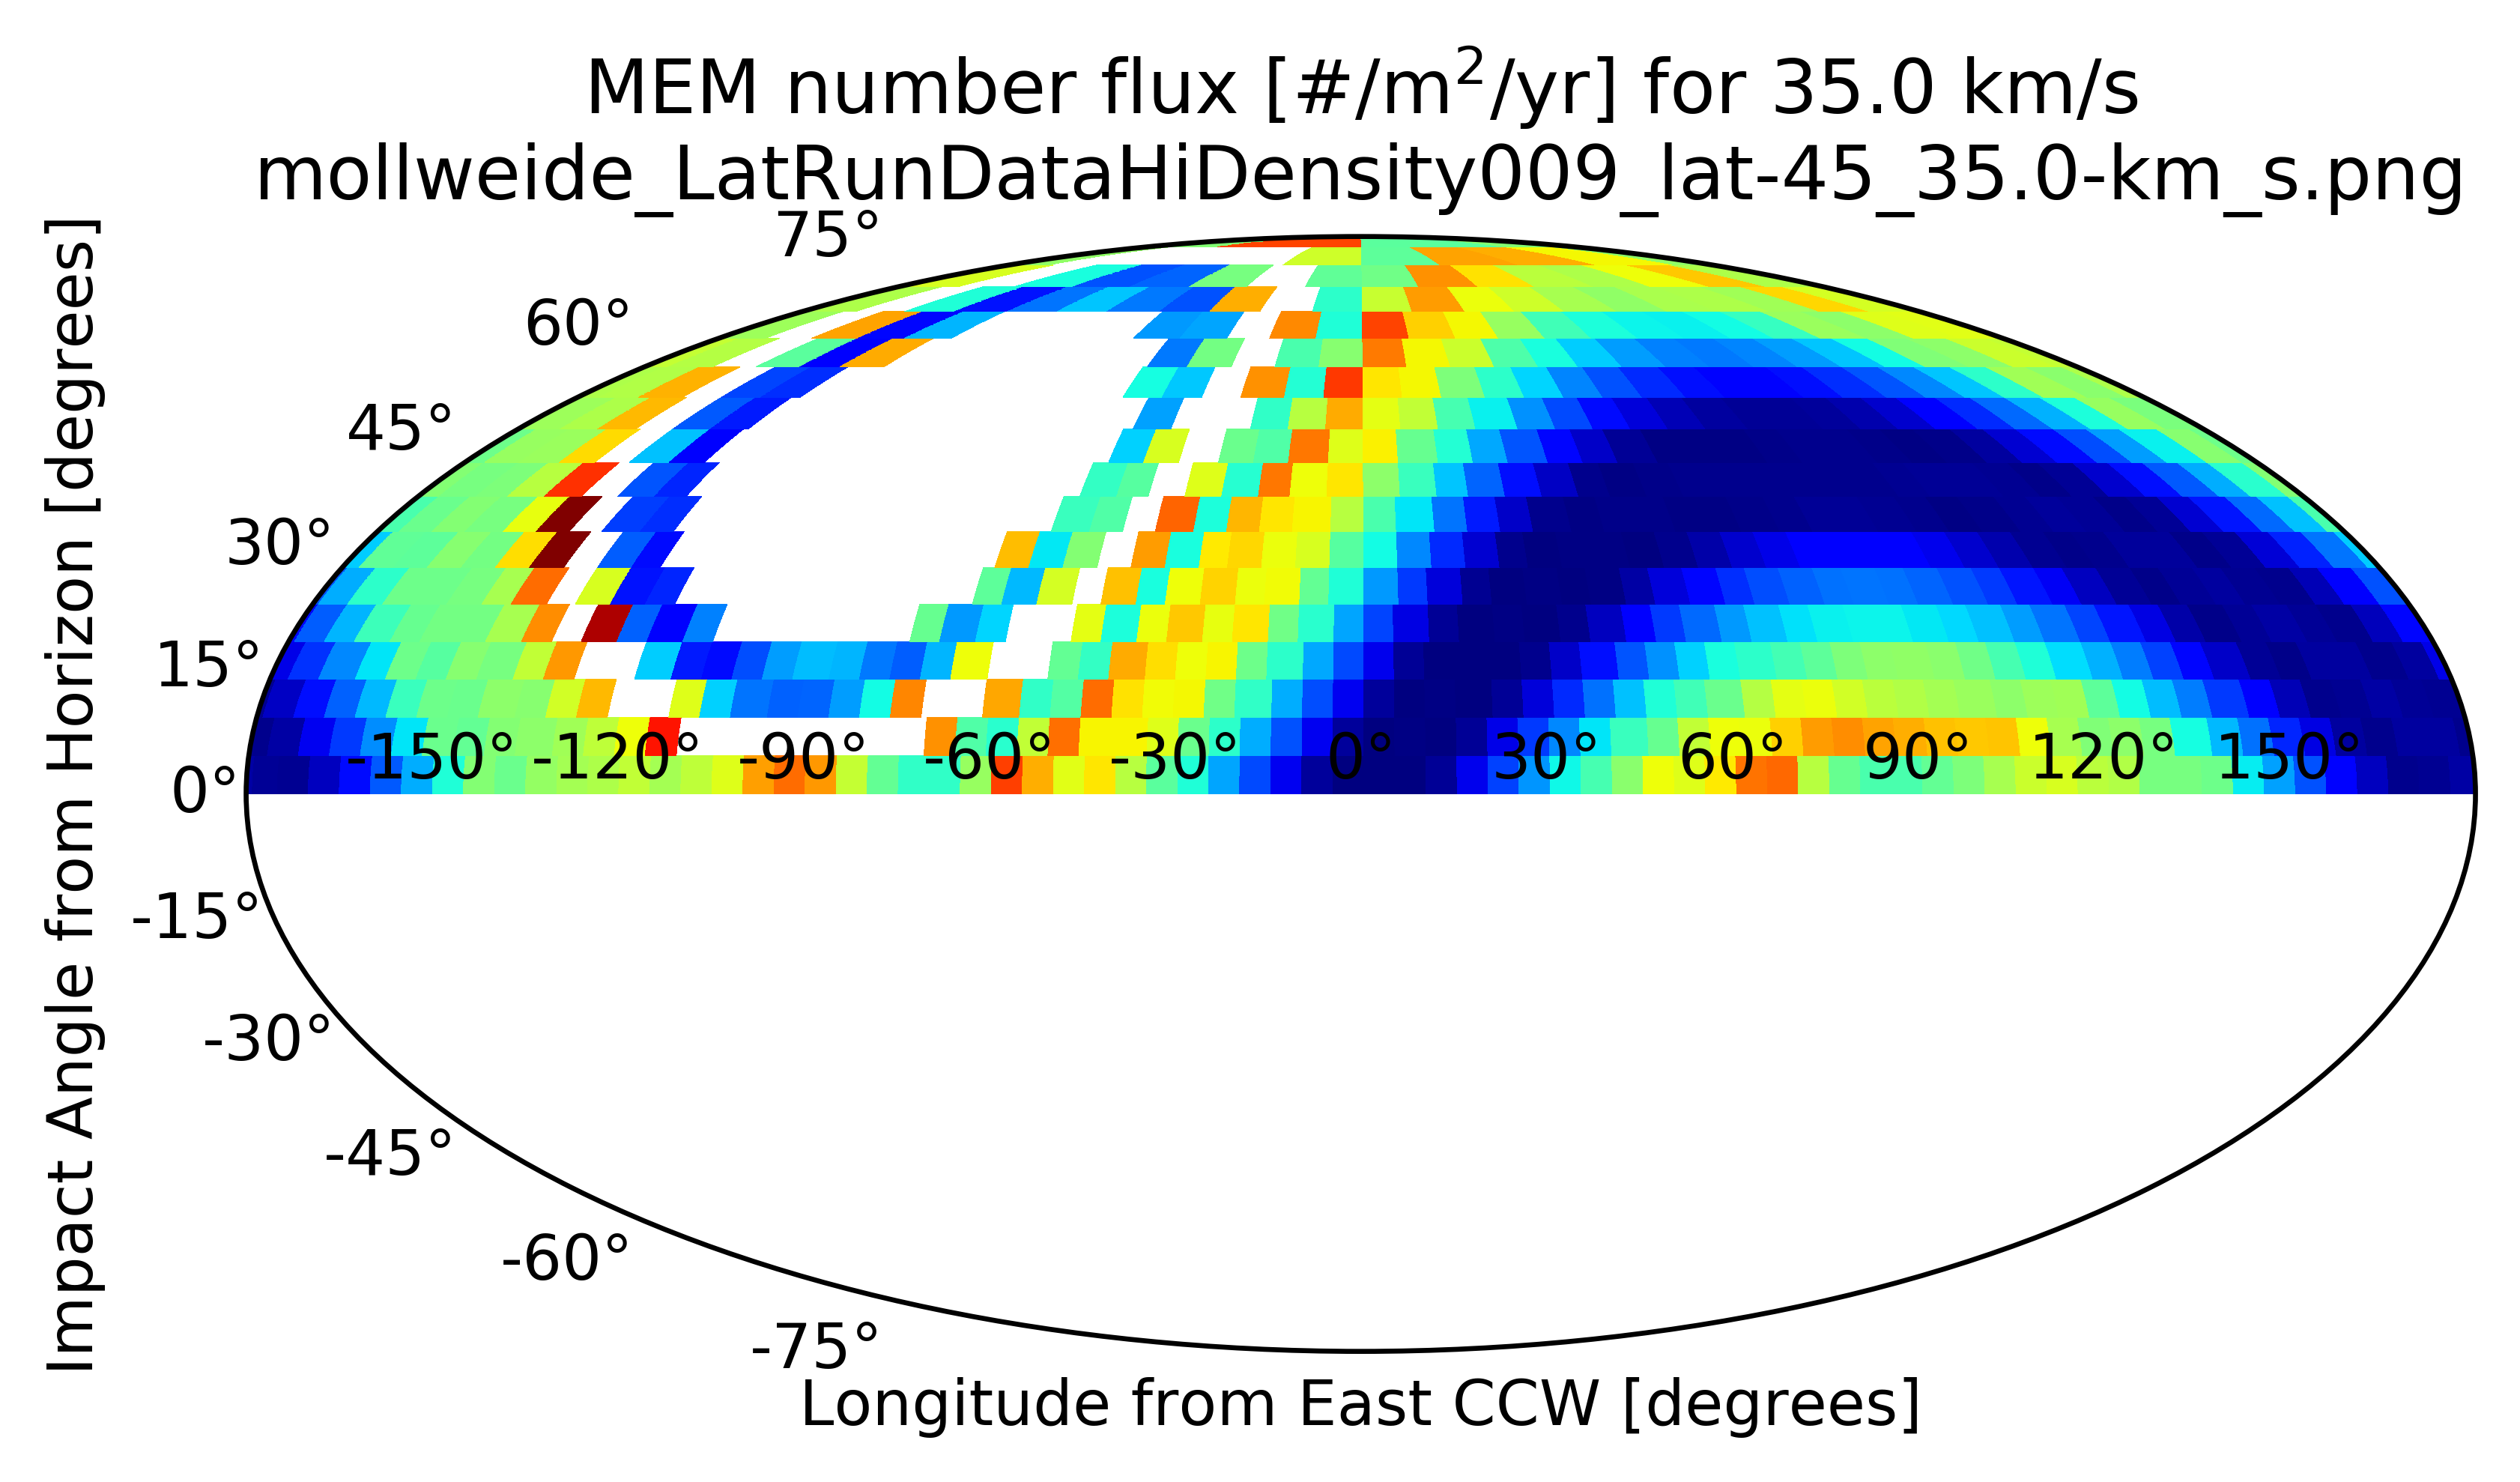 MEM number flux [#/m²/yr] for 35.0 km/s
mollweide_LatRunDataHiDensity009_lat-45_35.0-km_s.png
75°
60°
45°
30°
15°
0°
-15°
-30°
-45°
-60°
-75°
-150° -120° -90° -60° -30° 0° 30° 60° 90° 120° 150°
Impact Angle from Horizon [degrees]
Longitude from East CCW [degrees]